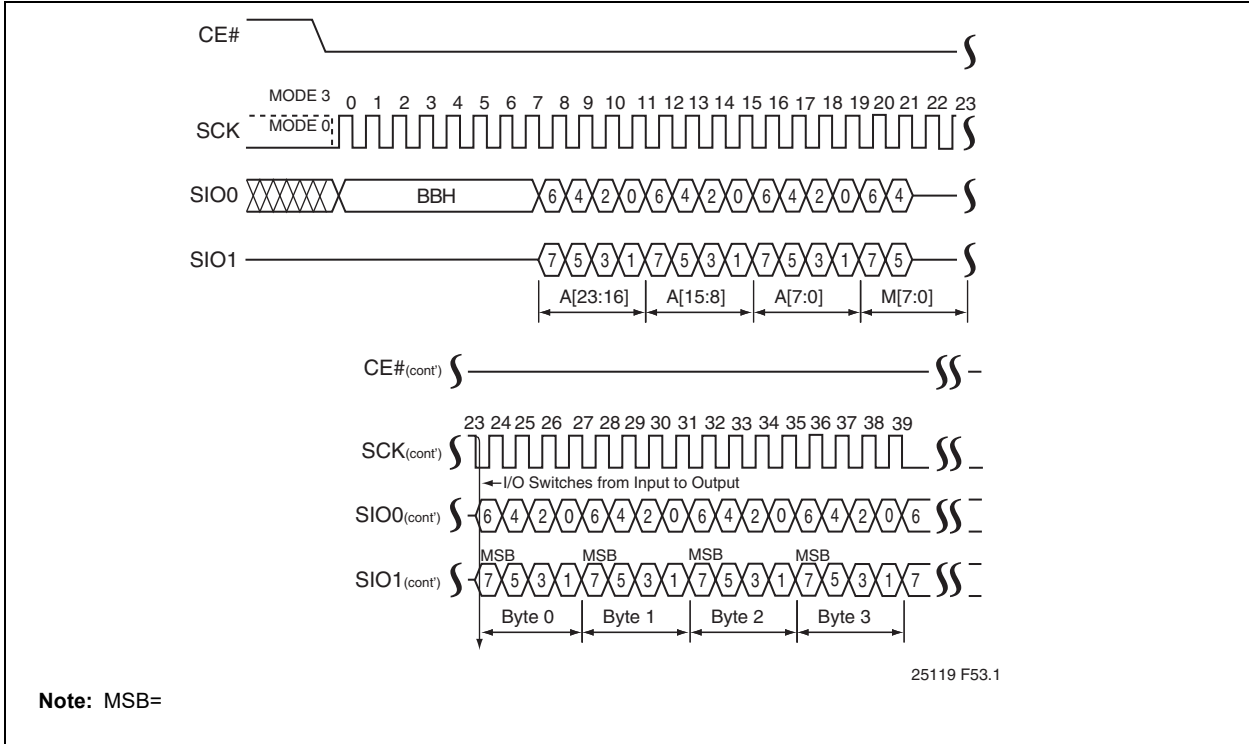 CE#
MODE 3
0 1 2 3 4 5 6 7 8 9 10 11 12 13 14 15 16 17 18 19 20 21 22 23
SCK
MODE 0
SIO0
BBH
6 4 2 0 6 4 2 0 6 4 2 0 6 4
SIO1
7 5 3 1 7 5 3 1 7 5 3 1 7 5
A[23:16] A[15:8] A[7:0] M[7:0]
CE#(cont')
23 24 25 26 27 28 29 30 31 32 33 34 35 36 37 38 39
SCK(cont')
I/O Switches from Input to Output
SIO0(cont')
6 4 2 0 6 4 2 0 6 4 2 0 6 4 2 0 6
MSB MSB MSB MSB
SIO1(cont')
7 5 3 1 7 5 3 1 7 5 3 1 7 5 3 1 7
Byte 0 Byte 1 Byte 2 Byte 3
25119 F53.1
Note: MSB=